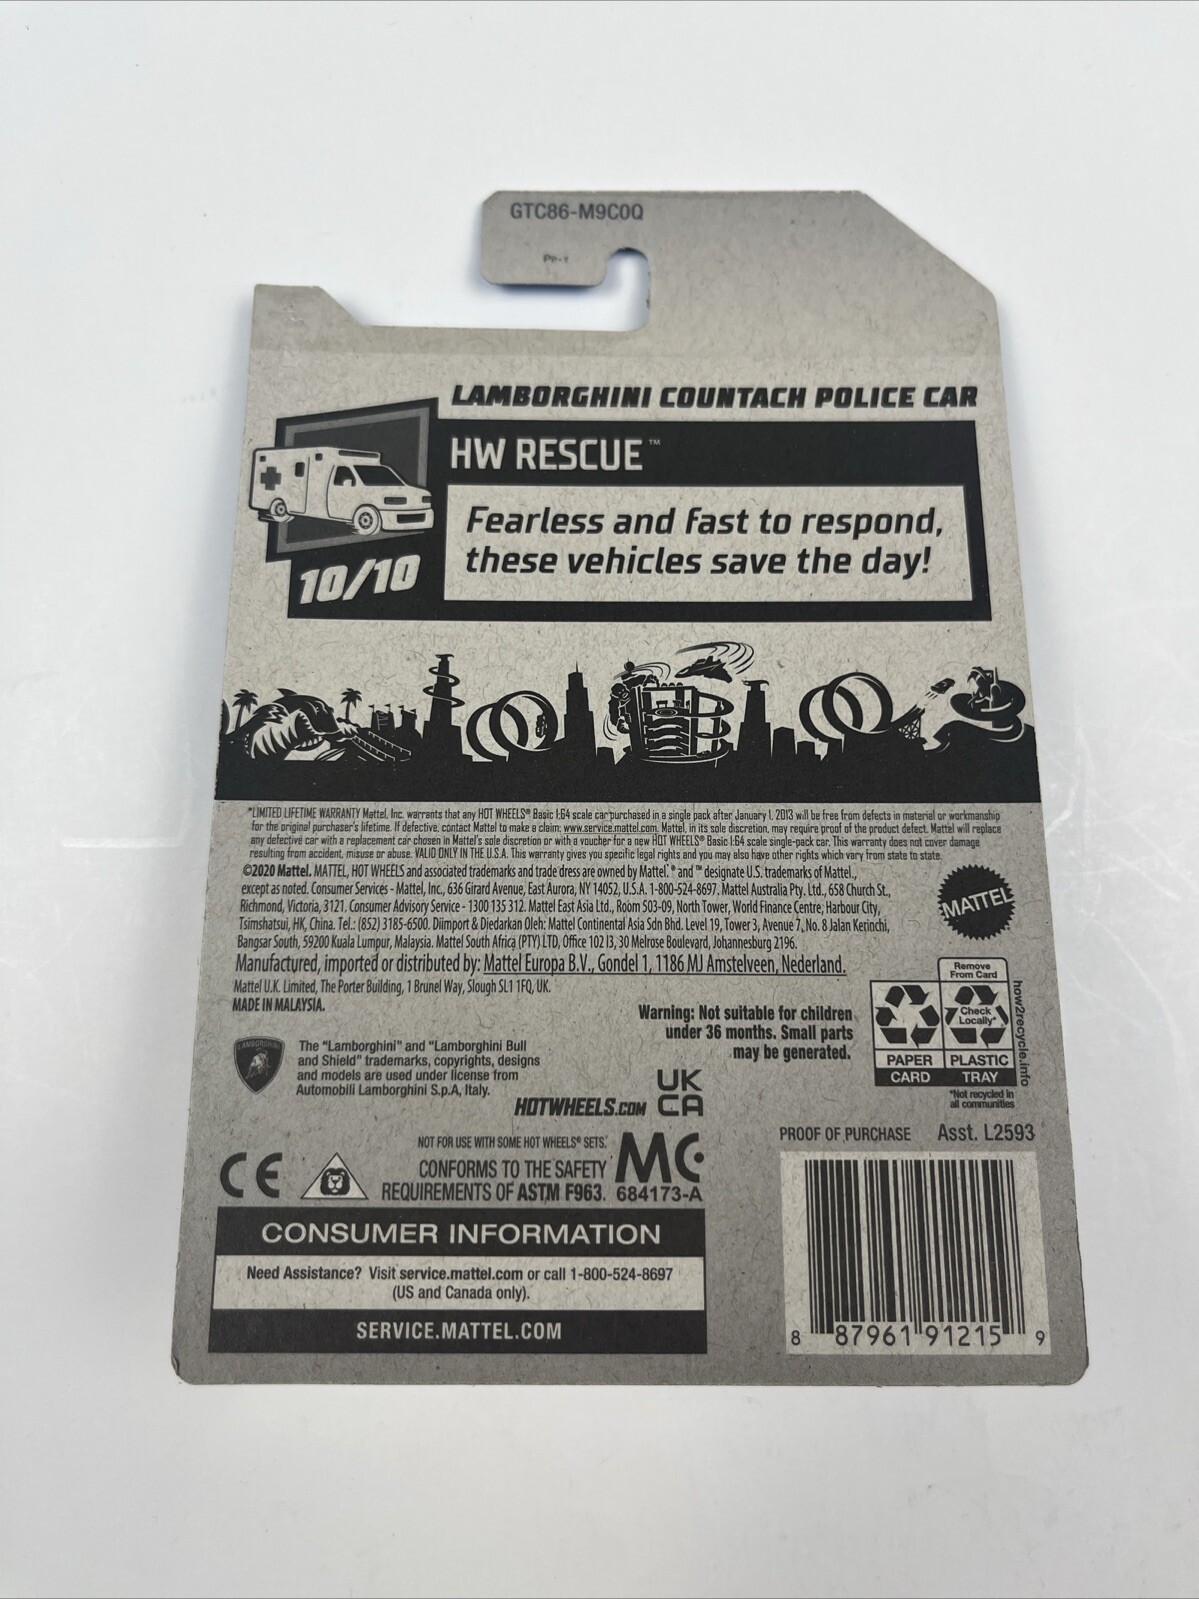 GTC86-M9C0Q
LAMBORGHINI COUNTACH POLICE CAR
HW RESCUE™
Fearless and fast to respond,
these vehicles save the day!
10/10
*LIMITED LIFETIME WARRANTY Mattel, Inc. warrants that any HOT WHEELS® Basic 1:64 scale car purchased in a single pack after January 1, 2013 will be free from defects in material or workmanship
for the original purchaser's lifetime. If defective, contact Mattel to make a claim: www.service.mattel.com. Mattel, in its sole discretion, may require proof of the product defect. Mattel will replace
any defective car with a replacement car chosen in Mattel's sole discretion or with a voucher for a new HOT WHEELS® Basic 1:64 scale single-pack car. This warranty does not cover damage
resulting from accident, misuse or abuse. VALID ONLY IN THE U.S.A. This warranty gives you specific legal rights and you may also have other rights which vary from state to state.
©2020 Mattel. MATTEL, HOT WHEELS and associated trademarks and trade dress are owned by Mattel. ® and ™ designate U.S. trademarks of Mattel.,
except as noted. Consumer Services - Mattel, Inc., 636 Girard Avenue, East Aurora, NY 14052, U.S.A. 1-800-524-8697. Mattel Australia Pty. Ltd., 658 Church St.,
Richmond, Victoria, 3121. Consumer Advisory Service - 1300 135 312. Mattel East Asia Ltd., Room 503-09, North Tower, World Finance Centre, Harbour City,
Tsimshatsui, HK, China. Tel.: (852) 3185-6500. Diimport & Diedarkan Oleh: Mattel Continental Asia Sdn Bhd. Level 19, Tower 3, Avenue 7, No. 8 Jalan Kerinchi,
Bangsar South, 59200 Kuala Lumpur, Malaysia. Mattel South Africa (PTY) LTD, Office 102 I3, 30 Melrose Boulevard, Johannesburg 2196.
Manufactured, imported or distributed by: Mattel Europa B.V., Gondel 1, 1186 MJ Amstelveen, Nederland.
Mattel U.K. Limited, The Porter Building, 1 Brunel Way, Slough SL1 1FQ, UK.
MADE IN MALAYSIA.
MATTEL
Warning: Not suitable for children
under 36 months. Small parts
may be generated.
Remove
From Card
Check
Locally*
PAPER
CARD
PLASTIC
TRAY
how2recycle.info
*Not recycled in
all communities
LAMBORGHINI
The "Lamborghini" and "Lamborghini Bull
and Shield" trademarks, copyrights, designs
and models are used under license from
Automobili Lamborghini S.p.A, Italy.
HOTWHEELS.COM
UK
CA
NOT FOR USE WITH SOME HOT WHEELS® SETS.
CE
CONFORMS TO THE SAFETY
REQUIREMENTS OF ASTM F963.
MC
684173-A
PROOF OF PURCHASE Asst. L2593
CONSUMER INFORMATION
Need Assistance? Visit service.mattel.com or call 1-800-524-8697
(US and Canada only).
SERVICE.MATTEL.COM
8 87961 91215 9